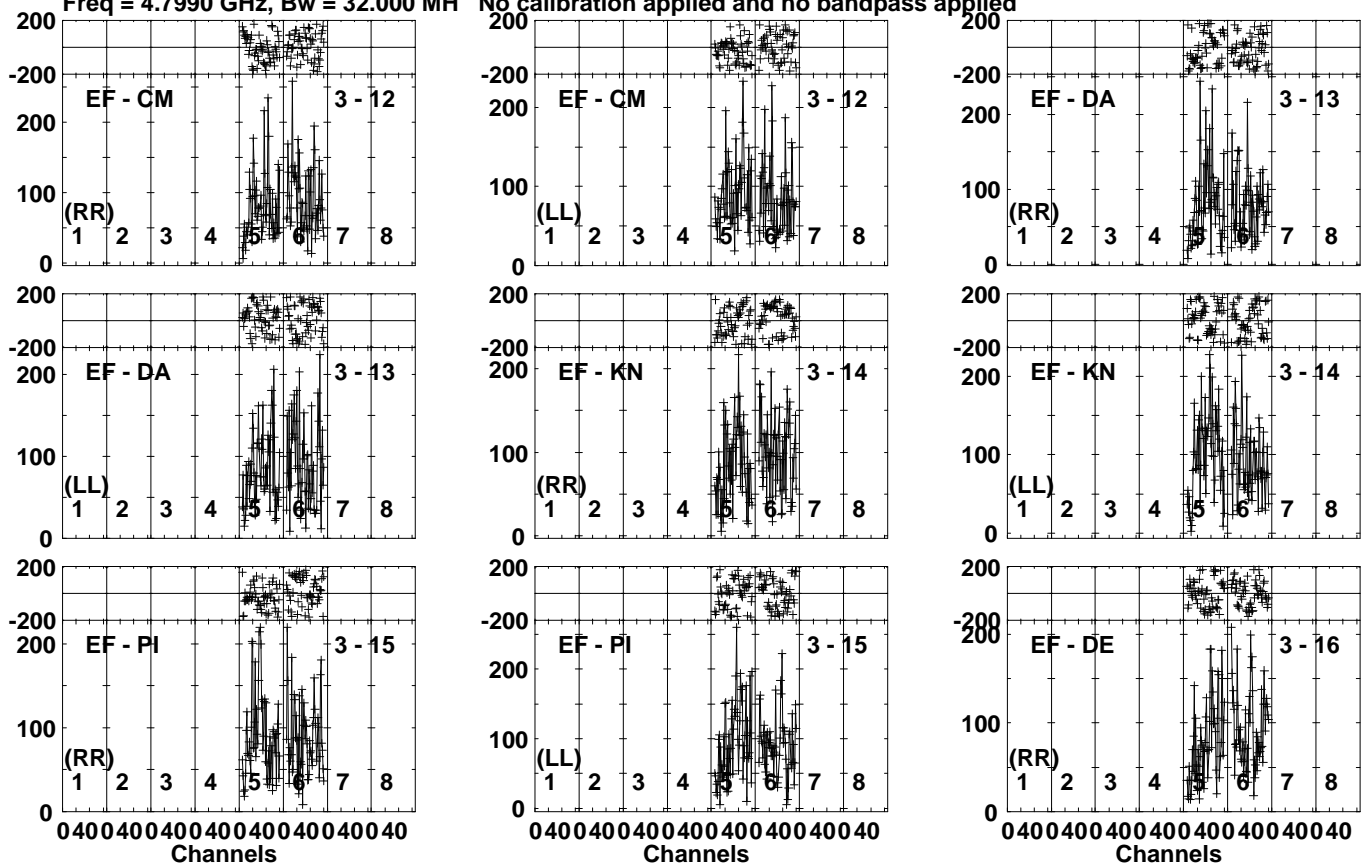 Freq = 4.7990 GHz, Bw = 32.000 MH No calibration applied and no bandpass applied
200 200 200
-200 -200 -200
EF - CM 3 - 12 EF - CM 3 - 12 EF - DA 3 - 13
200 200 200
100 100 100
(RR) (LL) (RR)
1 2 3 4 5 6 7 8 1 2 3 4 5 6 7 8 1 2 3 4 5 6 7 8
0 0 0
200 200 200
-200 -200 -200
EF - DA 3 - 13 EF - KN 3 - 14 EF - KN 3 - 14
200 200 200
100 100 100
(LL) (RR) (LL)
1 2 3 4 5 6 7 8 1 2 3 4 5 6 7 8 1 2 3 4 5 6 7 8
0 0 0
200 200 200
-200 -200 -200
EF - PI 3 - 15 EF - PI 3 - 15 EF - DE 3 - 16
200 200 200
100 100 100
(RR) (LL) (RR)
1 2 3 4 5 6 7 8 1 2 3 4 5 6 7 8 1 2 3 4 5 6 7 8
0 0 0
0 40 0 40 0 40 0 40 0 40 0 40 0 40 0 40 0 40 0 40 0 40 0 40 0 40 0 40 0 40 0 40 0 40 0 40 0 40 0 40 0 40 0 40 0 40 0 40
Channels Channels Channels